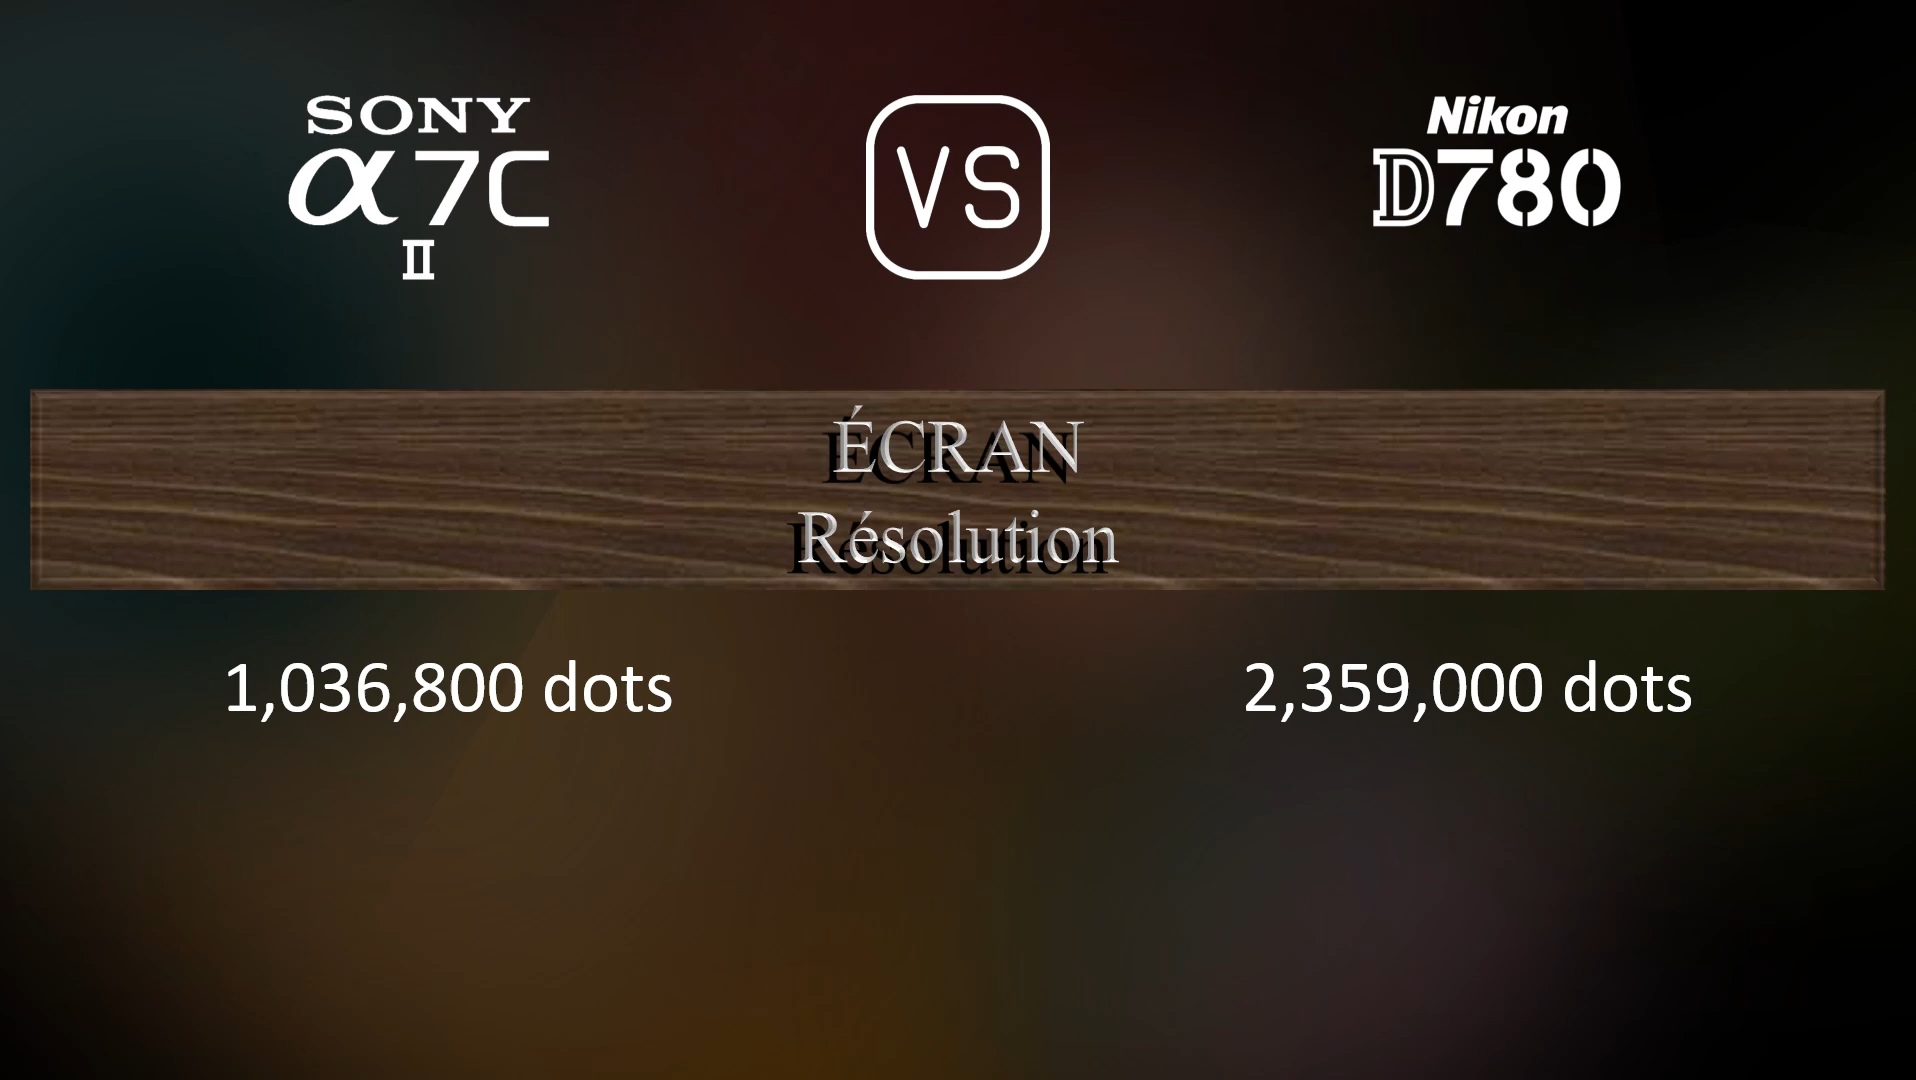 SONY
α7C
II
VS
Nikon
D780
ÉCRAN
Résolution
1,036,800 dots
2,359,000 dots